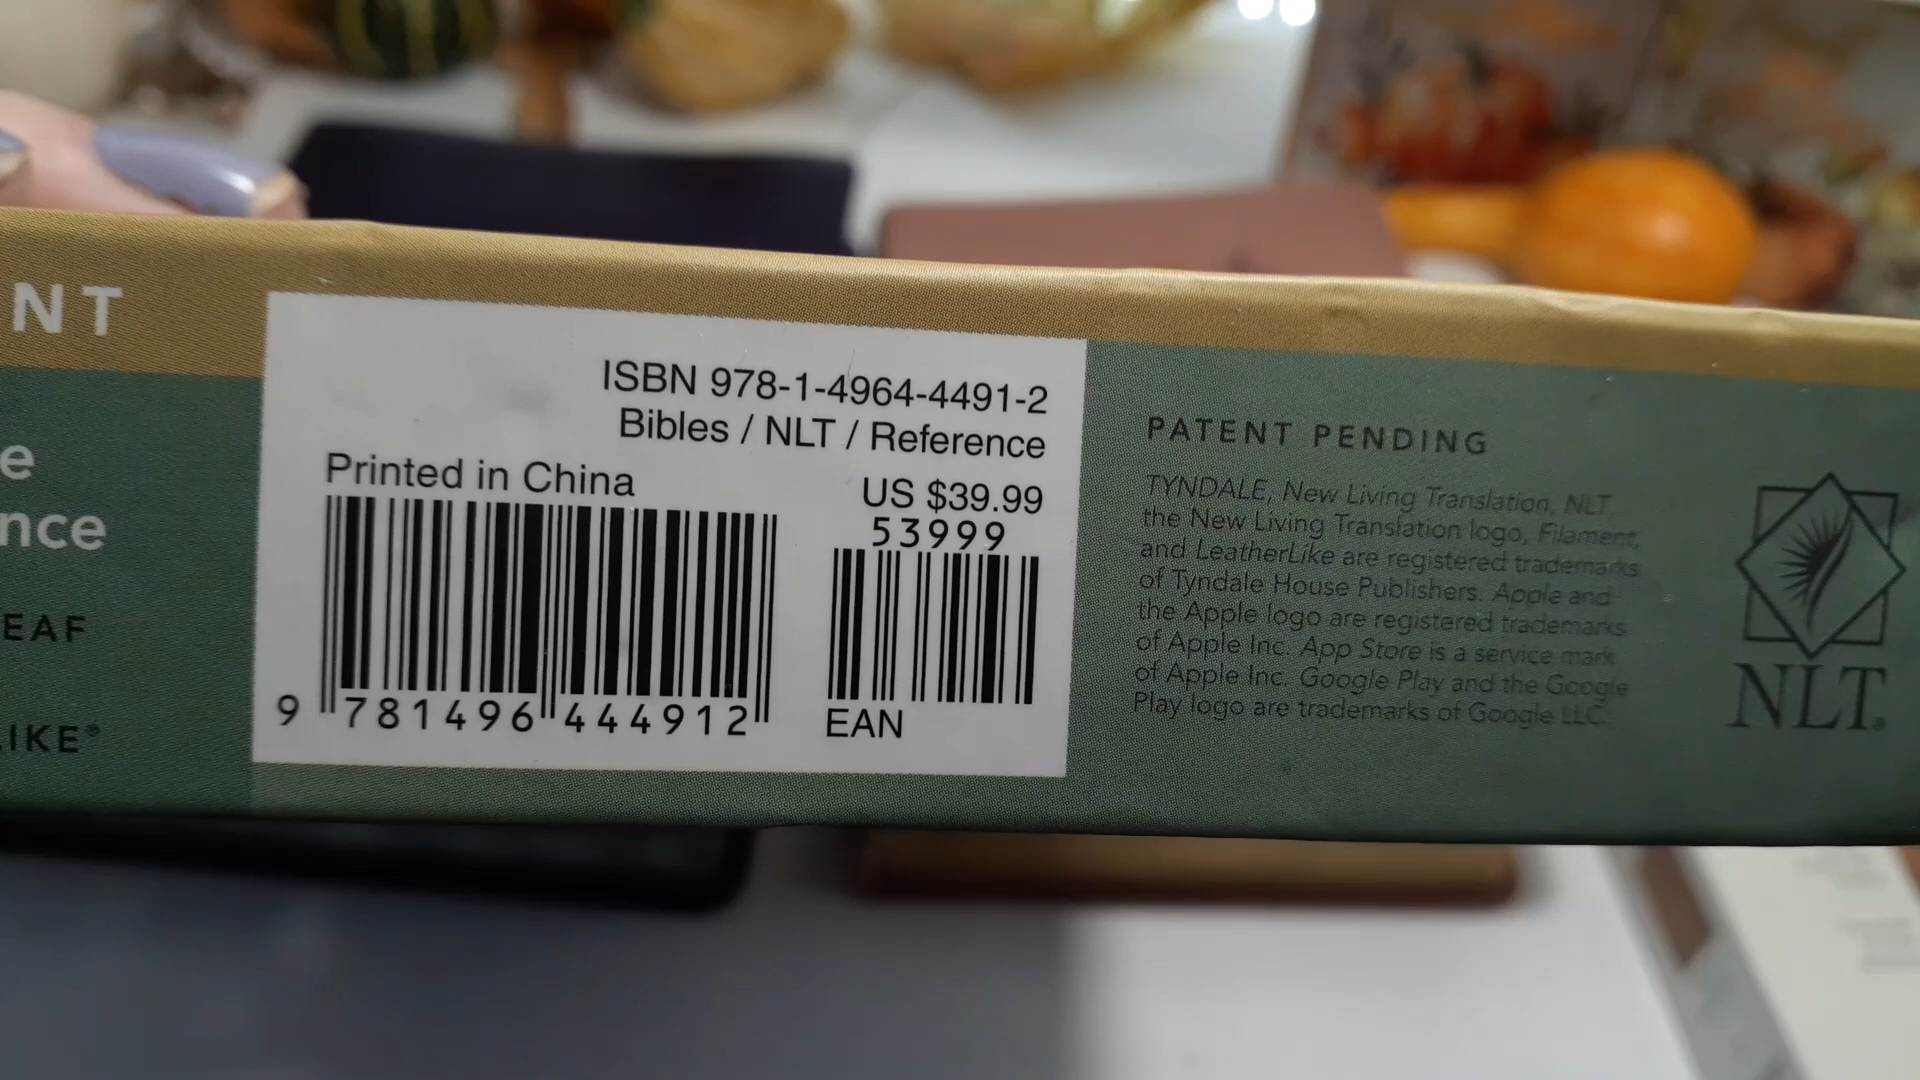 NT
e
nce
EAF
IKE®
ISBN 978-1-4964-4491-2
Bibles / NLT / Reference
Printed in China
US $39.99
53999
9 781496 444912
EAN
PATENT PENDING
TYNDALE, New Living Translation, NLT,
the New Living Translation logo, Filament,
and LeatherLike are registered trademarks
of Tyndale House Publishers. Apple and
the Apple logo are registered trademarks
of Apple Inc. App Store is a service mark
of Apple Inc. Google Play and the Google
Play logo are trademarks of Google LLC.
NLT®